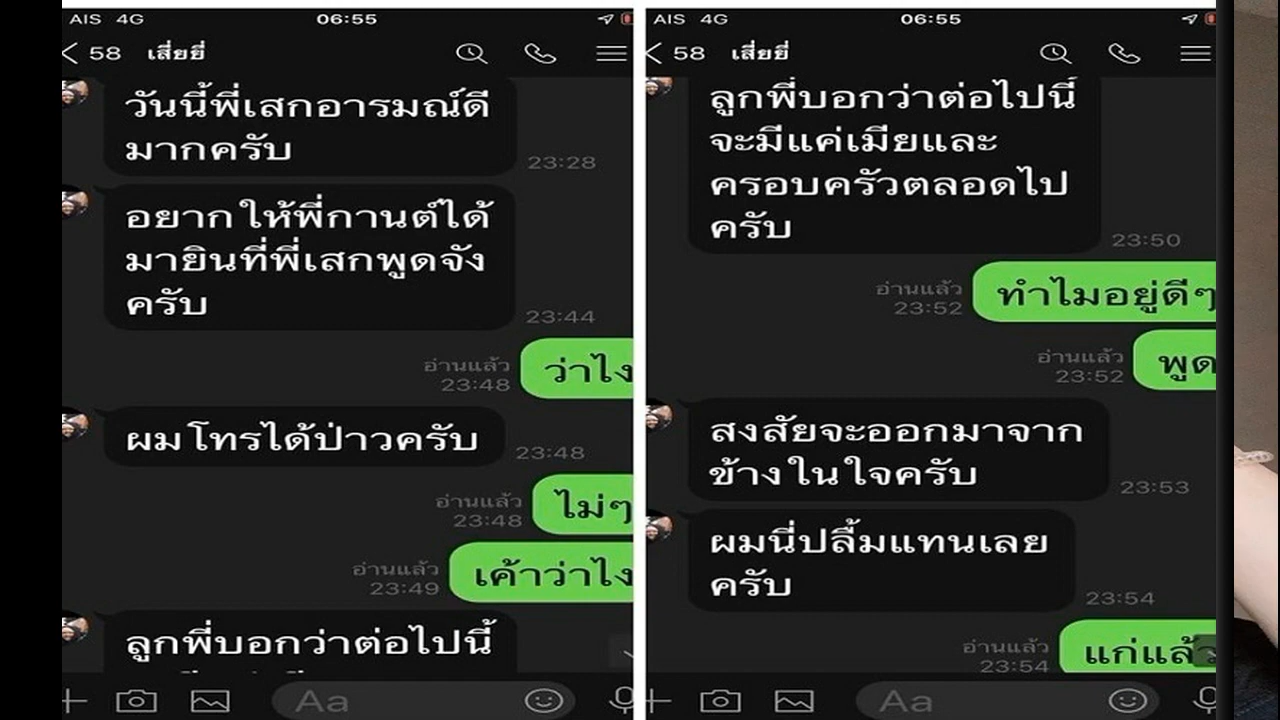 AIS 4G 06:55
58 เสี่ยยี่
วันนี้พี่เสกอารมณ์ดี
มากครับ
23:28
อยากให้พี่กานต์ได้
มายินที่พี่เสกพูดจัง
ครับ
23:44
อ่านแล้ว
23:48
ว่าไง
ผมโทรได้ป่าวครับ
23:48
อ่านแล้ว
23:48
ไม่ๆ
อ่านแล้ว
23:49
เค้าว่าไง
ลูกพี่บอกว่าต่อไปนี้
Aa
AIS 4G 06:55
58 เสี่ยยี่
ลูกพี่บอกว่าต่อไปนี้
จะมีแค่เมียและ
ครอบครัวตลอดไป
ครับ
23:50
อ่านแล้ว
23:52
ทำไมอยู่ดีๆ
อ่านแล้ว
23:52
พูด
สงสัยจะออกมาจาก
ข้างในใจครับ
23:53
ผมนี่ปลื้มแทนเลย
ครับ
23:54
อ่านแล้ว
23:54
แก่แล้ว
Aa